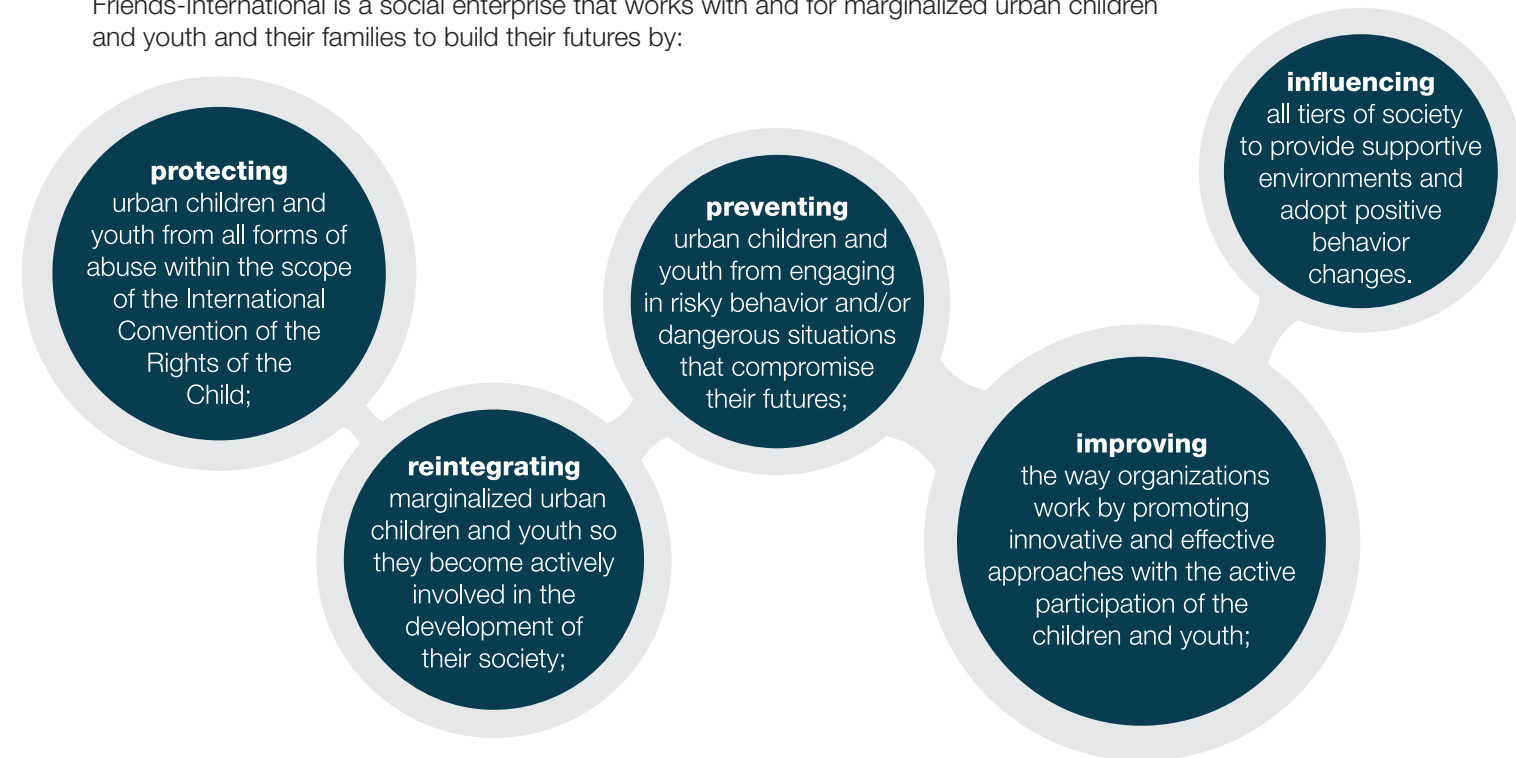 Friends-International is a social enterprise that works with and for marginalized urban children
and youth and their families to build their futures by:
protecting
urban children and
youth from all forms of
abuse within the scope
of the International
Convention of the
Rights of the
Child;
reintegrating
marginalized urban
children and youth so
they become actively
involved in the
development of
their society;
preventing
urban children and
youth from engaging
in risky behavior and/or
dangerous situations
that compromise
their futures;
improving
the way organizations
work by promoting
innovative and effective
approaches with the active
participation of the
children and youth;
influencing
all tiers of society
to provide supportive
environments and
adopt positive
behavior
changes.